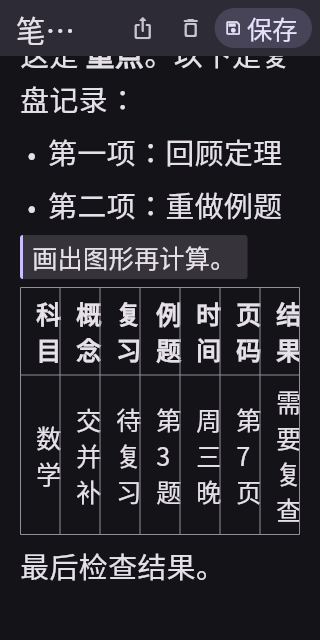 笔…
保存
这是 重点。以下是复
盘记录：
• 第一项：回顾定理
• 第二项：重做例题
画出图形再计算。
科目 概念 复习 例题 时间 页码 结果
数学 交并补 待复习 第3题 周三晚 第7页 需要复查
最后检查结果。